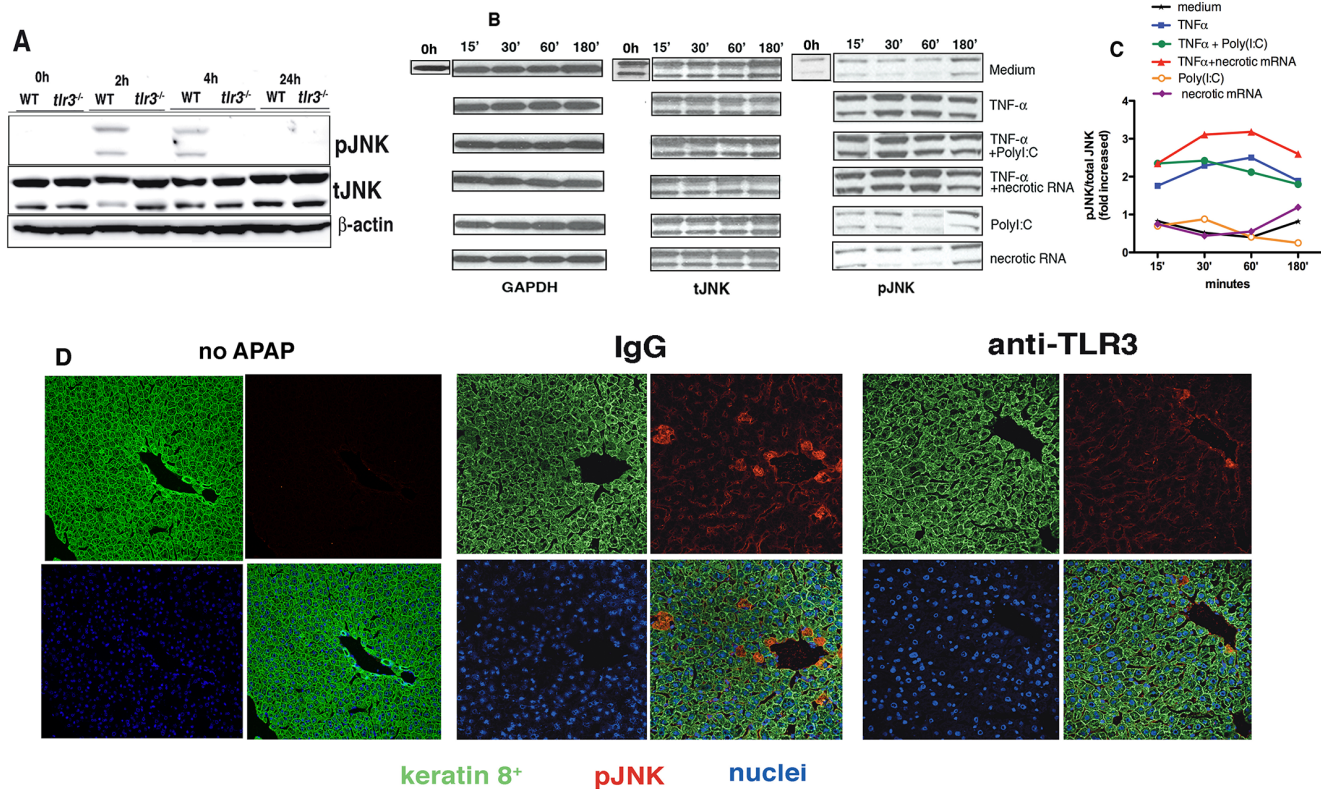 A
0h
2h
4h
24h
WT tlr3-/- WT tlr3-/- WT tlr3-/- WT tlr3-/-
pJNK
tJNK
β-actin
B
0h 15' 30' 60' 180' 0h 15' 30' 60' 180' 0h 15' 30' 60' 180'
Medium
TNF-α
TNF-α
+PolyI:C
TNF-α
+necrotic RNA
PolyI:C
necrotic RNA
GAPDH
tJNK
pJNK
C
medium
TNFα
TNFα + Poly(I:C)
TNFα+necrotic mRNA
Poly(I:C)
necrotic mRNA
pJNK/total JNK
(fold increased)
4
3
2
1
0
15' 30' 60' 180'
minutes
D
no APAP
IgG
anti-TLR3
keratin 8+ pJNK nuclei